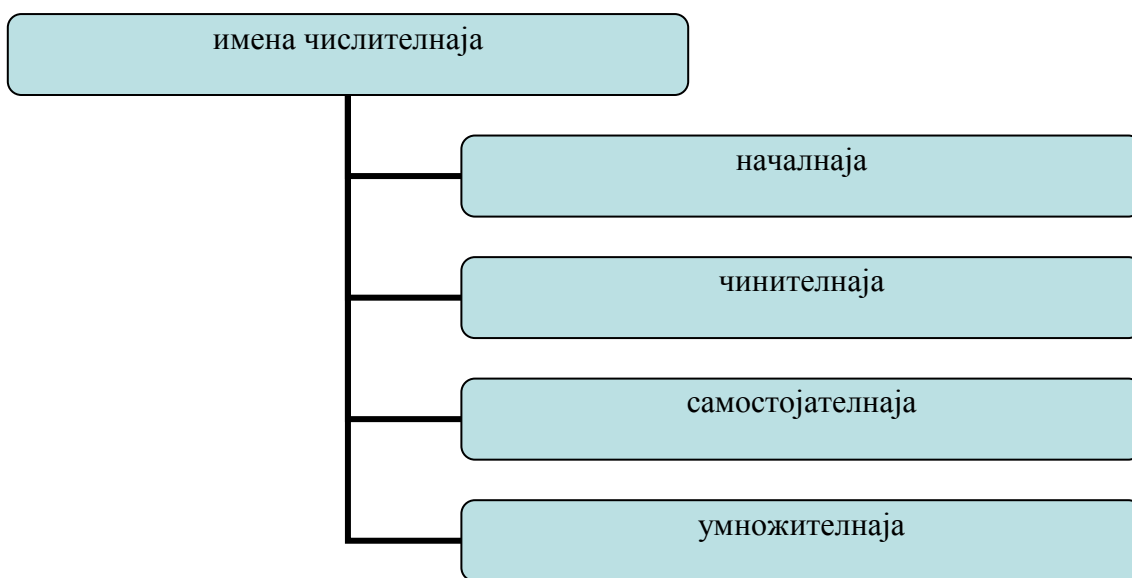 имена числителнаја
началнаја
чинителнаја
самостојателнаја
умножителнаја